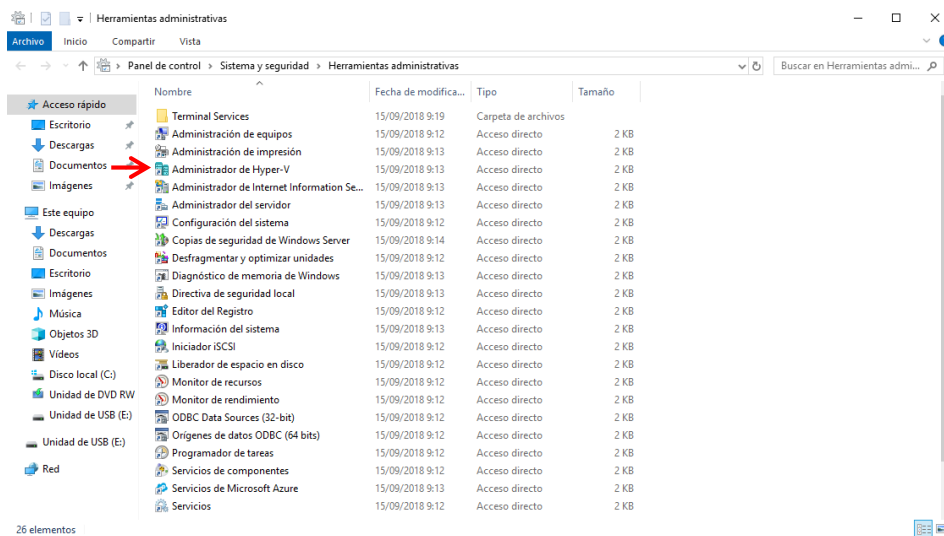 Herramientas administrativas
Archivo Inicio Compartir Vista
Panel de control › Sistema y seguridad › Herramientas administrativas
Buscar en Herramientas admi...
Nombre Fecha de modifica... Tipo Tamaño
Acceso rápido
Escritorio
Descargas
Documentos
Imágenes
Este equipo
Descargas
Documentos
Escritorio
Imágenes
Música
Objetos 3D
Vídeos
Disco local (C:)
Unidad de DVD RW
Unidad de USB (E:)
Unidad de USB (E:)
Red
Terminal Services 15/09/2018 9:19 Carpeta de archivos
Administración de equipos 15/09/2018 9:12 Acceso directo 2 KB
Administración de impresión 15/09/2018 9:13 Acceso directo 2 KB
Administrador de Hyper-V 15/09/2018 9:13 Acceso directo 2 KB
Administrador de Internet Information Se... 15/09/2018 9:13 Acceso directo 2 KB
Administrador del servidor 15/09/2018 9:13 Acceso directo 2 KB
Configuración del sistema 15/09/2018 9:12 Acceso directo 2 KB
Copias de seguridad de Windows Server 15/09/2018 9:14 Acceso directo 2 KB
Desfragmentar y optimizar unidades 15/09/2018 9:12 Acceso directo 2 KB
Diagnóstico de memoria de Windows 15/09/2018 9:13 Acceso directo 2 KB
Directiva de seguridad local 15/09/2018 9:13 Acceso directo 2 KB
Editor del Registro 15/09/2018 9:12 Acceso directo 2 KB
Información del sistema 15/09/2018 9:13 Acceso directo 2 KB
Iniciador iSCSI 15/09/2018 9:12 Acceso directo 2 KB
Liberador de espacio en disco 15/09/2018 9:12 Acceso directo 2 KB
Monitor de recursos 15/09/2018 9:12 Acceso directo 2 KB
Monitor de rendimiento 15/09/2018 9:12 Acceso directo 2 KB
ODBC Data Sources (32-bit) 15/09/2018 9:12 Acceso directo 2 KB
Orígenes de datos ODBC (64 bits) 15/09/2018 9:12 Acceso directo 2 KB
Programador de tareas 15/09/2018 9:12 Acceso directo 2 KB
Servicios de componentes 15/09/2018 9:12 Acceso directo 2 KB
Servicios de Microsoft Azure 15/09/2018 9:13 Acceso directo 2 KB
Servicios 15/09/2018 9:12 Acceso directo 2 KB
26 elementos